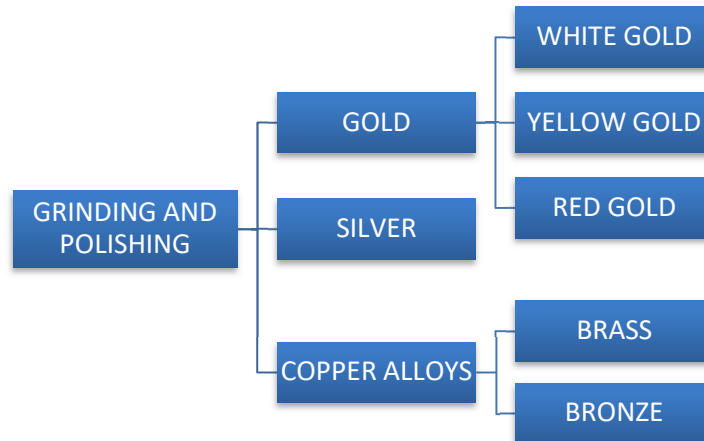 GRINDING AND
POLISHING
GOLD
WHITE GOLD
YELLOW GOLD
RED GOLD
SILVER
COPPER ALLOYS
BRASS
BRONZE